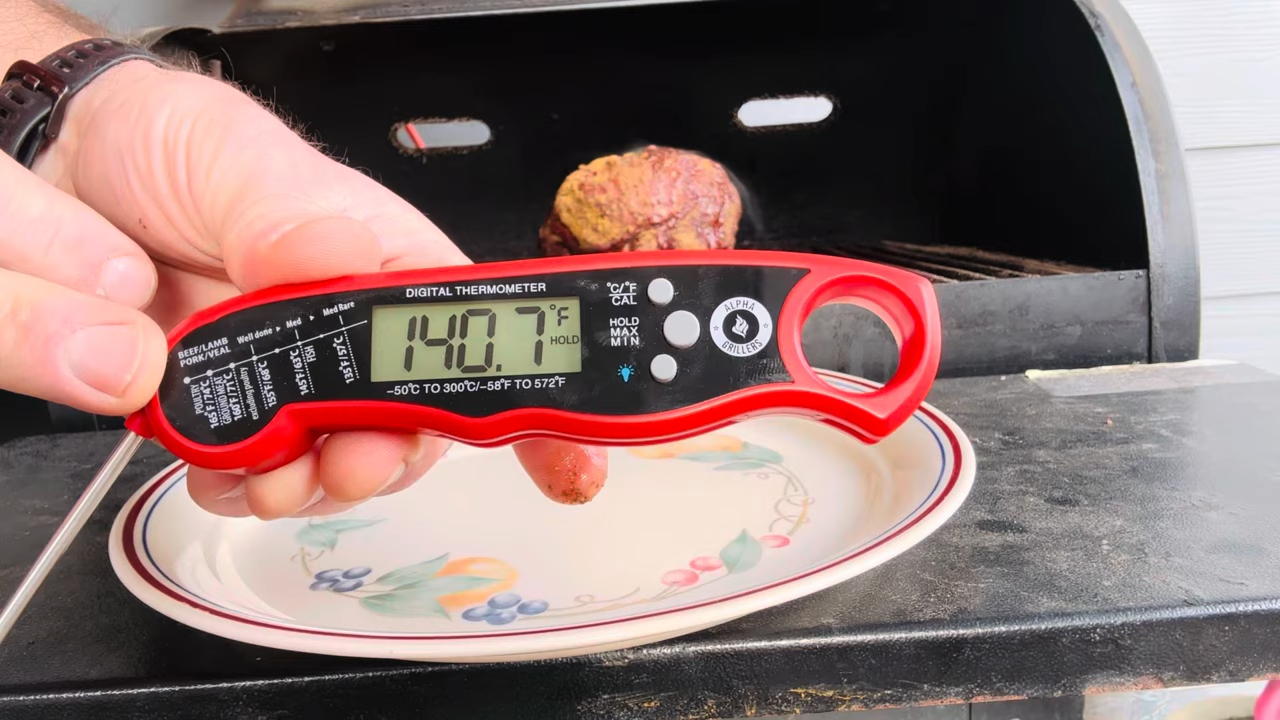 DIGITAL THERMOMETER
BEEF/LAMB
PORK/VEAL
Well done ▸ Med ▸ Med Rare
POULTRY
165°F/74°C
GROUND MEAT
160°F/71°C
155°F/68°C
145°F/63°C
FISH
135°F/57°C
140.7°F
HOLD
-50℃ TO 300℃/-58℉ TO 572℉
℃/℉
CAL
HOLD
MAX
MIN
ALPHA
GRILLERS